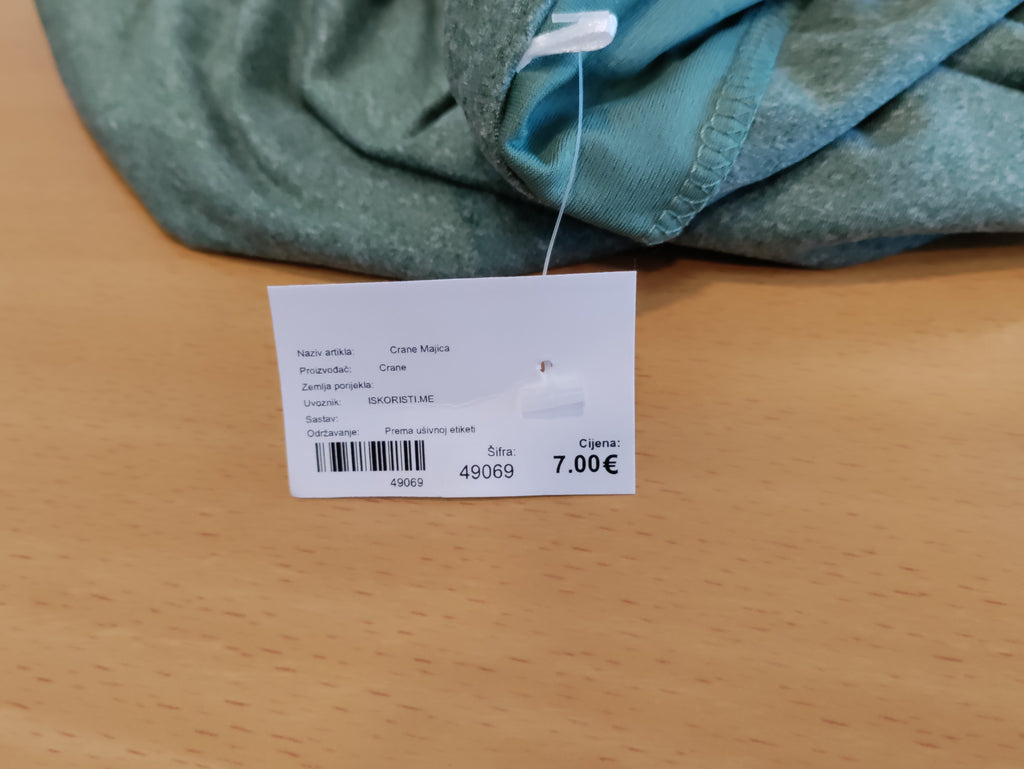 Naziv artikla: Crane Majica
Proizvođač: Crane
Zemlja porijekla:
Uvoznik: ISKORISTI.ME
Sastav:
Održavanje: Prema ušivnoj etiketi
49069
Šifra:
49069
Cijena:
7.00€